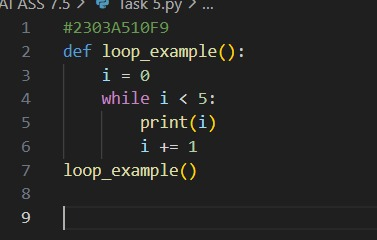 AI ASS 7.5 > Task 5.py > ...
1 #2303A510F9
2 def loop_example():
3     i = 0
4     while i < 5:
5         print(i)
6         i += 1
7 loop_example()
8
9